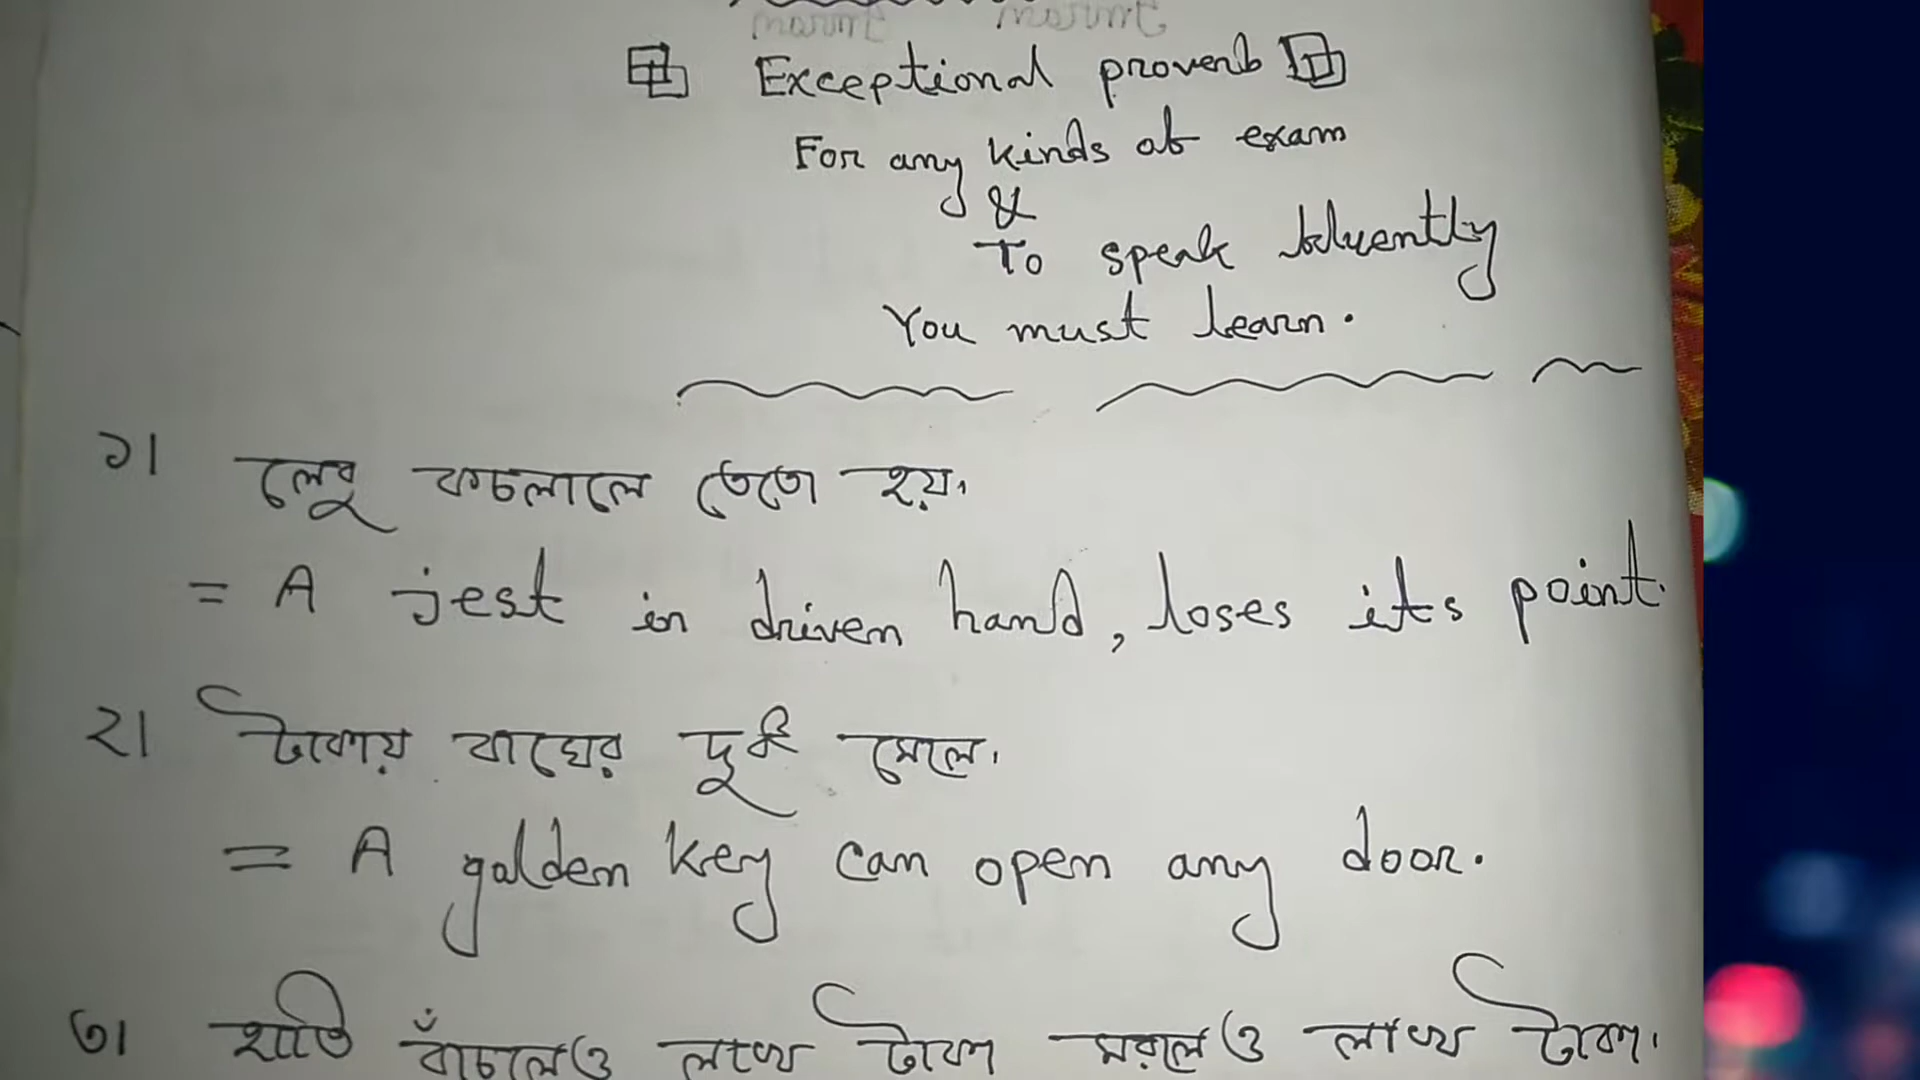 Exceptional proverb
For any kinds of exam
&
To speak fluently
You must learn.
১। লেবু কচলালে তেতো হয়।
= A jest in driven hand, loses its point.
২। টাকায় বাঘের দুধ মেলে।
= A golden key can open any door.
৩। হাতি বাঁচলেও লাখ টাকা মরলেও লাখ টাকা।